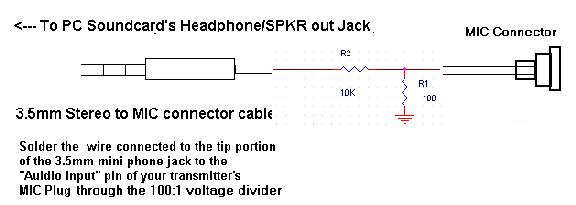 <--- To PC Soundcard's Headphone/SPKR out Jack
MIC Connector
R2
10K
R1
100
3.5mm Stereo to MIC connector cable
Solder the wire connected to the tip portion
of the 3.5mm mini phone jack to the
"Auldio Input" pin of your transmitter's
MIC Plug through the 100:1 voltage divider